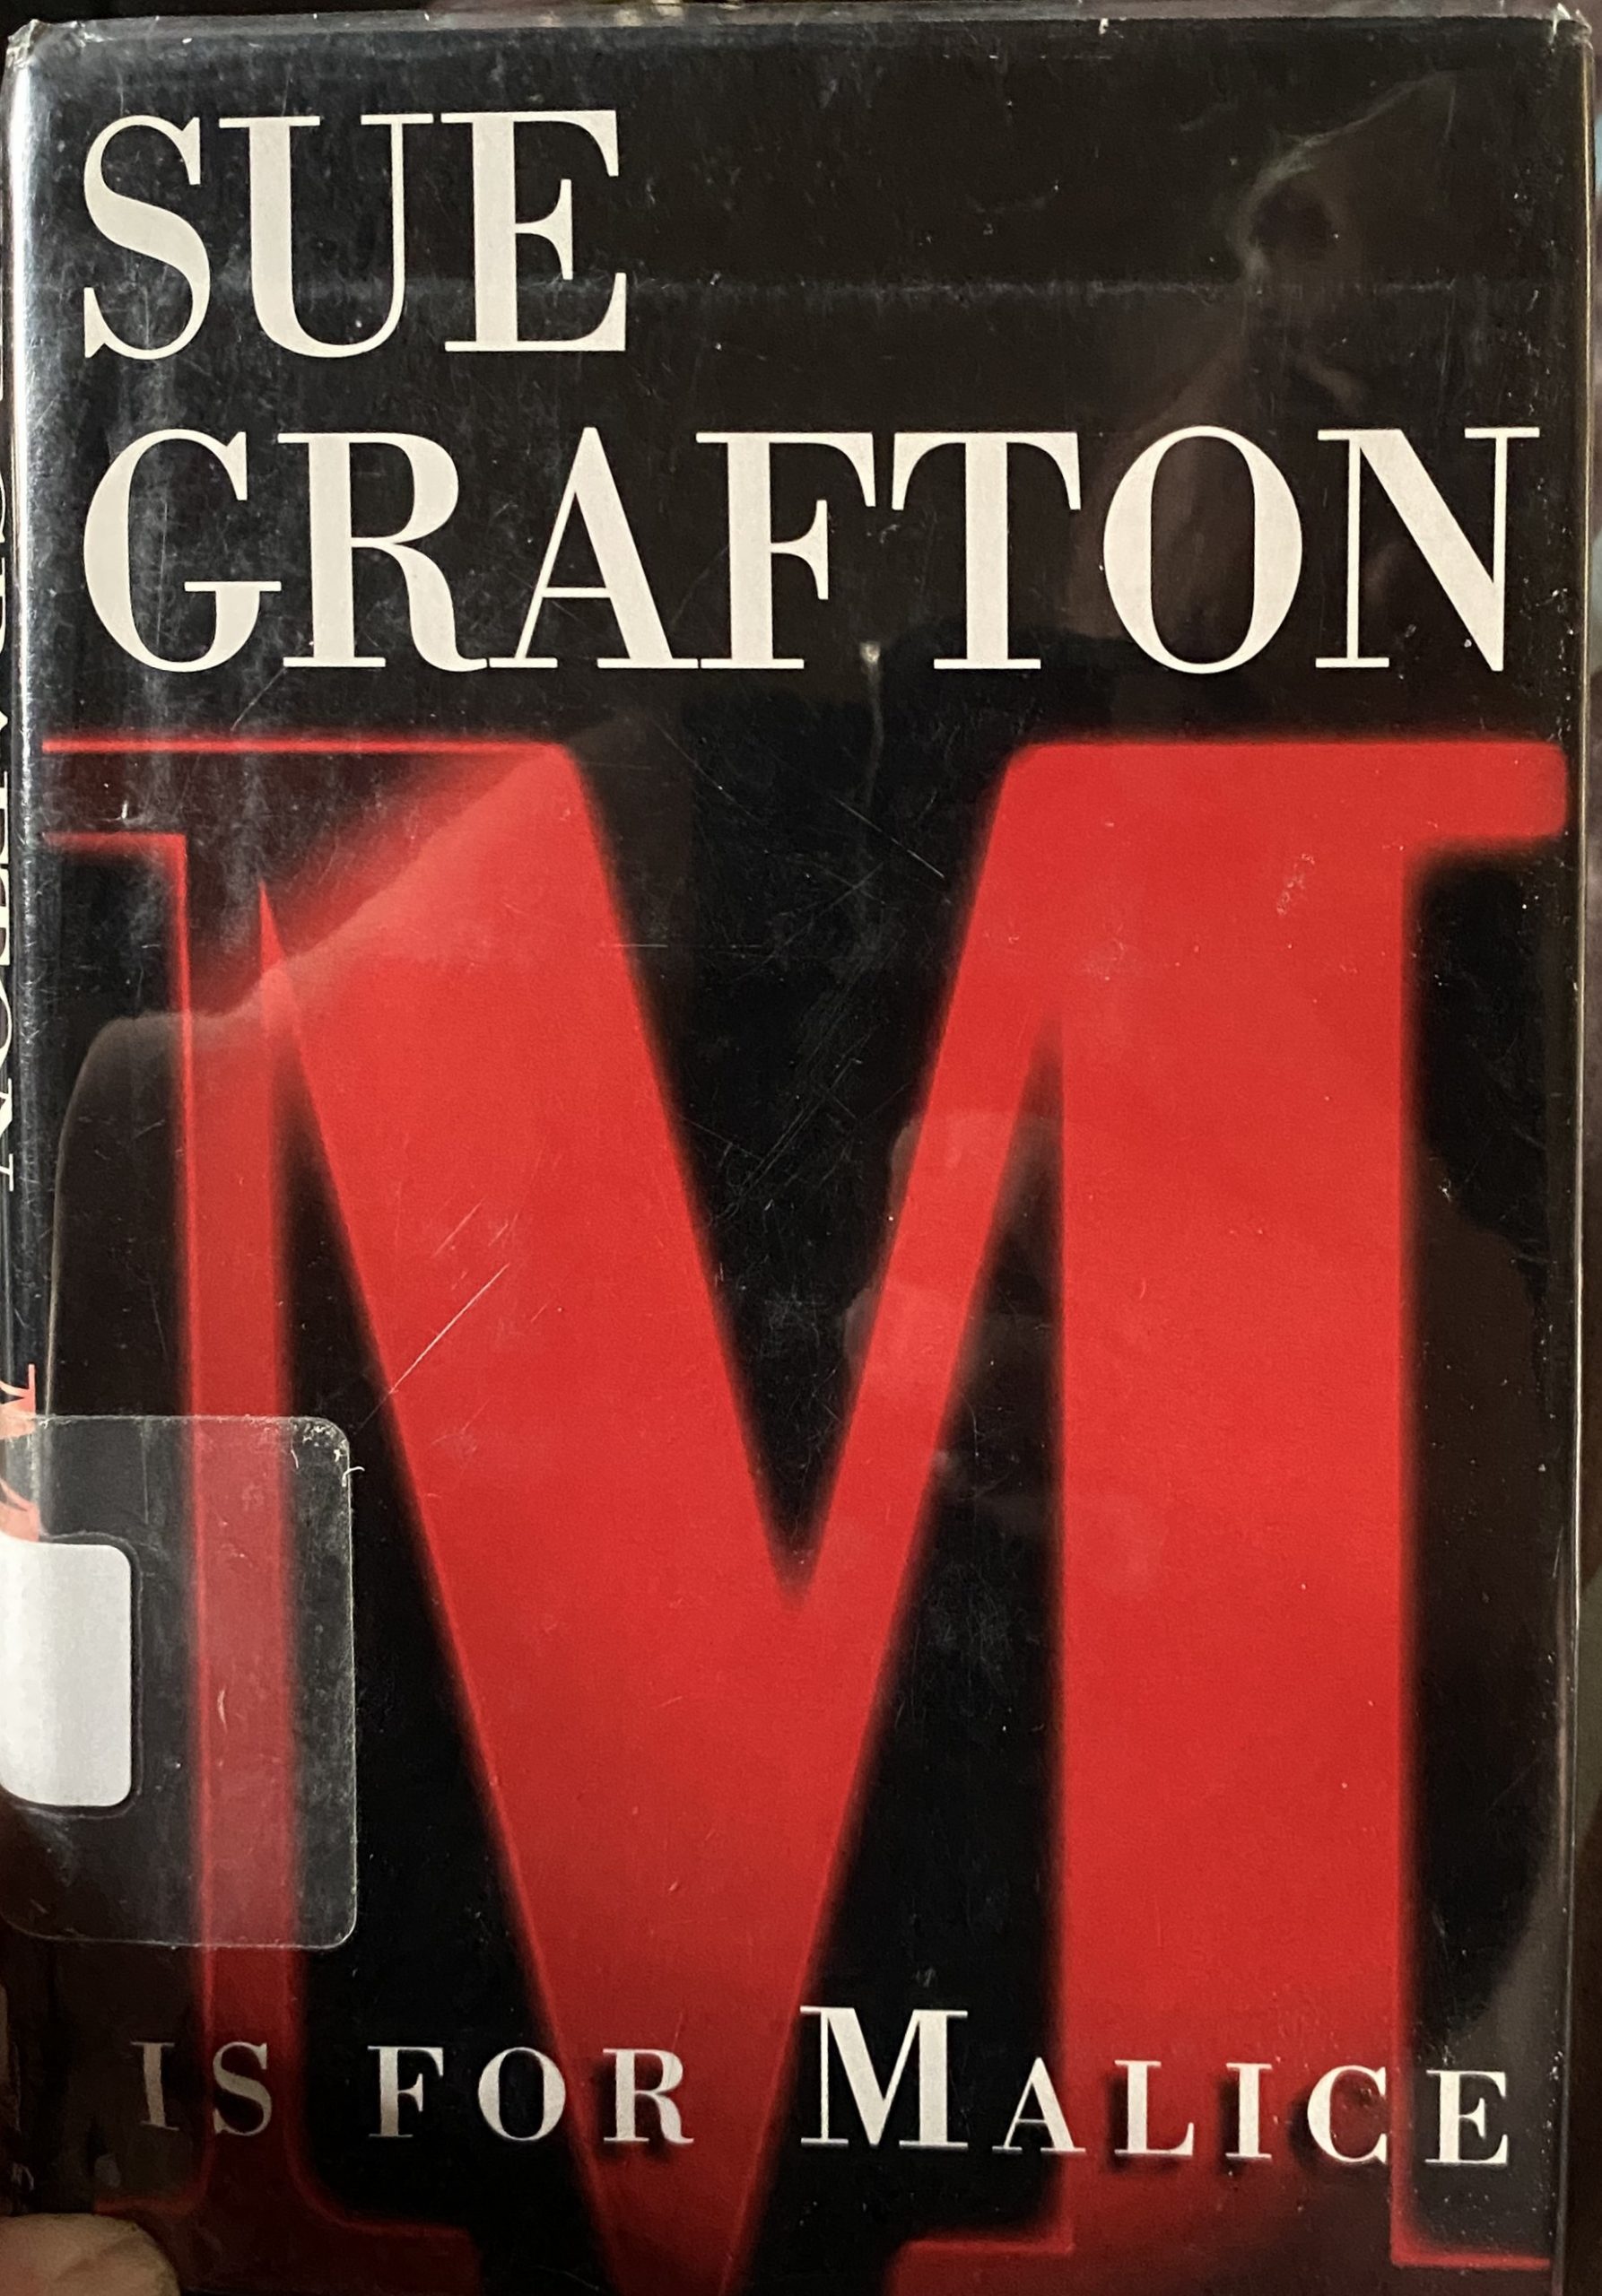 SUE
GRAFTON
M
IS FOR MALICE